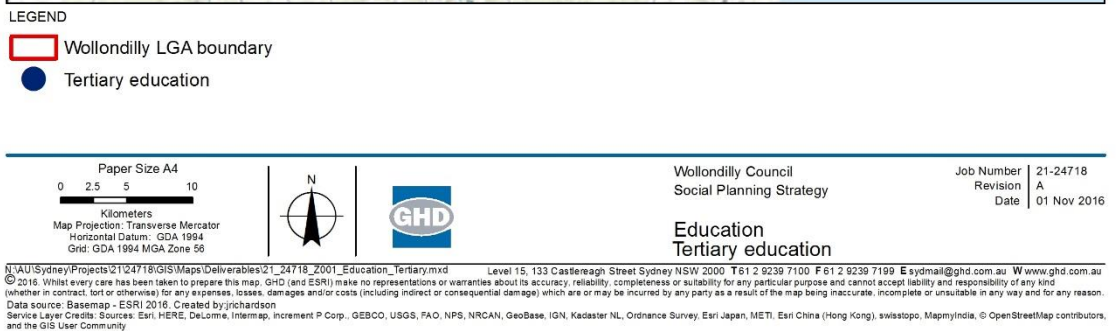 LEGEND
Wollondilly LGA boundary
Tertiary education
Paper Size A4
0 2.5 5 10
Kilometers
Map Projection: Transverse Mercator
Horizontal Datum: GDA 1994
Grid: GDA 1994 MGA Zone 56
N
GHD
Wollondilly Council
Social Planning Strategy
Education
Tertiary education
Job Number 21-24718
Revision A
Date 01 Nov 2016
N:\AU\Sydney\Projects\21\24718\GIS\Maps\Deliverables\21_24718_Z001_Education_Tertiary.mxd
Level 15, 133 Castlereagh Street Sydney NSW 2000 T 61 2 9239 7100 F 61 2 9239 7199 E sydmail@ghd.com.au W www.ghd.com.au
© 2016. Whilst every care has been taken to prepare this map, GHD (and ESRI) make no representations or warranties about its accuracy, reliability, completeness or suitability for any particular purpose and cannot accept liability and responsibility of any kind
(whether in contract, tort or otherwise) for any expenses, losses, damages and/or costs (including indirect or consequential damage) which are or may be incurred by any party as a result of the map being inaccurate, incomplete or unsuitable in any way and for any reason.
Data source: Basemap - ESRI 2016. Created by:jrichardson
Service Layer Credits: Sources: Esri, HERE, DeLorme, Intermap, increment P Corp., GEBCO, USGS, FAO, NPS, NRCAN, GeoBase, IGN, Kadaster NL, Ordnance Survey, Esri Japan, METI, Esri China (Hong Kong), swisstopo, MapmyIndia, © OpenStreetMap contributors,
and the GIS User Community